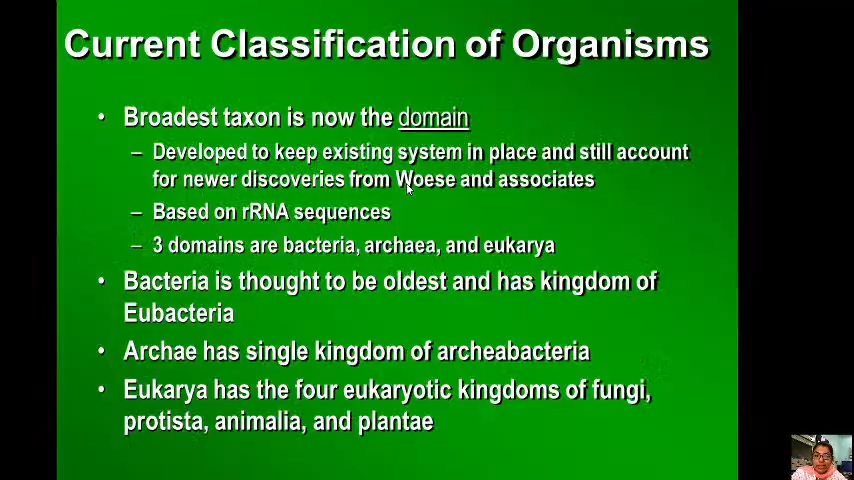 Current Classification of Organisms
• Broadest taxon is now the domain
– Developed to keep existing system in place and still account
for newer discoveries from Woese and associates
– Based on rRNA sequences
– 3 domains are bacteria, archaea, and eukarya
• Bacteria is thought to be oldest and has kingdom of
Eubacteria
• Archae has single kingdom of archeabacteria
• Eukarya has the four eukaryotic kingdoms of fungi,
protista, animalia, and plantae